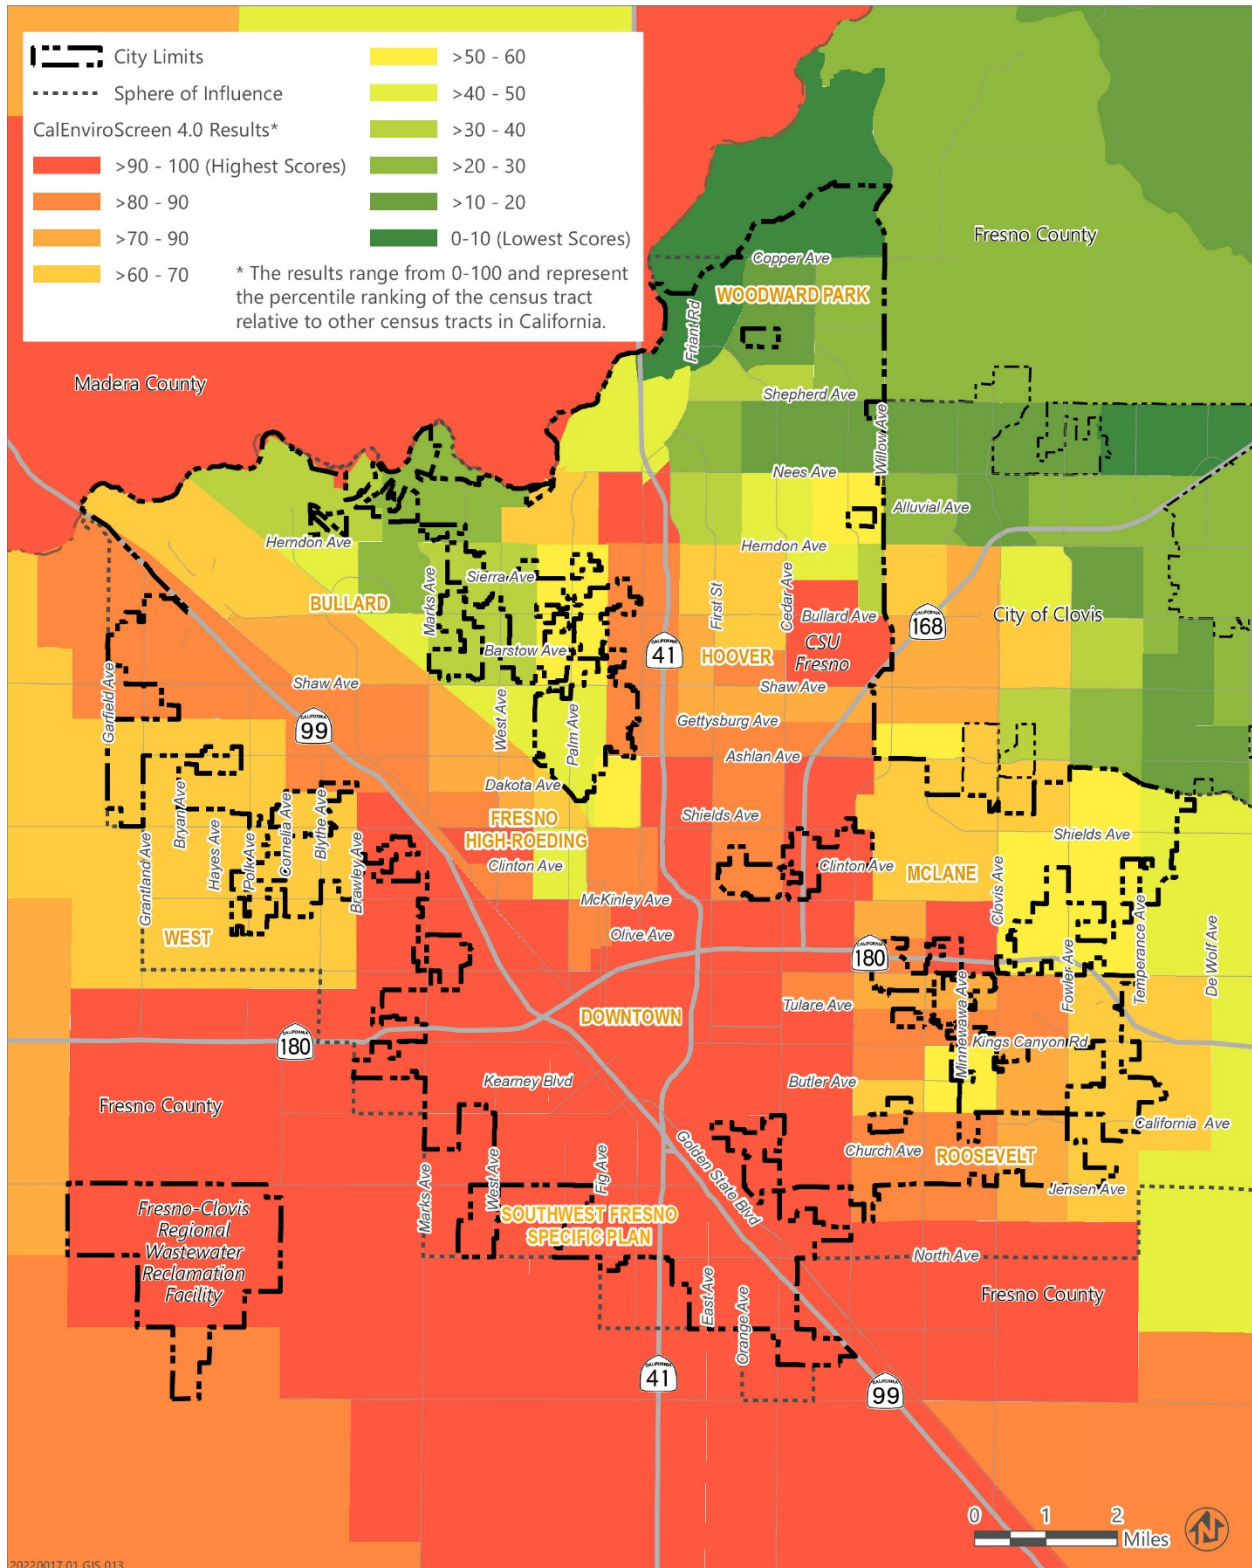 City Limits
Sphere of Influence
CalEnviroScreen 4.0 Results*
>90 - 100 (Highest Scores)
>80 - 90
>70 - 90
>60 - 70
>50 - 60
>40 - 50
>30 - 40
>20 - 30
>10 - 20
0-10 (Lowest Scores)
* The results range from 0-100 and represent
the percentile ranking of the census tract
relative to other census tracts in California.
Fresno County
Copper Ave
WOODWARD PARK
Friant Rd
Madera County
Shepherd Ave
Willow Ave
Nees Ave
Alluvial Ave
Herndon Ave
Herndon Ave
Marks Ave
Sierra Ave
First St
Cedar Ave
BULLARD
Bullard Ave
CALIFORNIA
168
City of Clovis
CALIFORNIA
41
Barstow Ave
HOOVER
CSU
Fresno
Garfield Ave
Shaw Ave
Shaw Ave
CALIFORNIA
99
West Ave
Palm Ave
Gettysburg Ave
Ashlan Ave
Dakota Ave
Bryan Ave
Hayes Ave
Polk Ave
Cornelia Ave
Blythe Ave
Brawley Ave
Grantland Ave
FRESNO
HIGH-ROEDING
Shields Ave
Shields Ave
Clinton Ave
Clinton Ave
MCLANE
Clovis Ave
McKinley Ave
WEST
Olive Ave
CALIFORNIA
180
Fowler Ave
Temperance Ave
De Wolf Ave
Tulare Ave
DOWNTOWN
Minnewawa Ave
Kings Canyon Rd
CALIFORNIA
180
Kearney Blvd
Butler Ave
Fresno County
California Ave
Golden State Blvd
Church Ave
ROOSEVELT
Marks Ave
West Ave
Fig Ave
Jensen Ave
Fresno-Clovis
Regional
Wastewater
Reclamation
Facility
SOUTHWEST FRESNO
SPECIFIC PLAN
North Ave
East Ave
Orange Ave
Fresno County
CALIFORNIA
41
CALIFORNIA
99
0 1 2
Miles
N
20220017.01 GIS 013